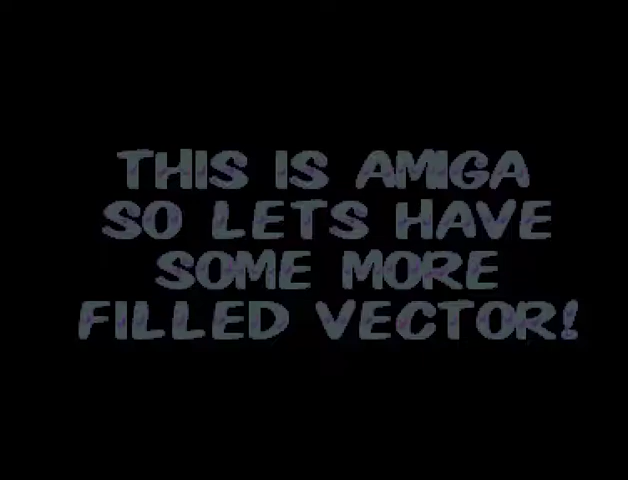 THIS IS AMIGA
SO LETS HAVE
SOME MORE
FILLED VECTOR!